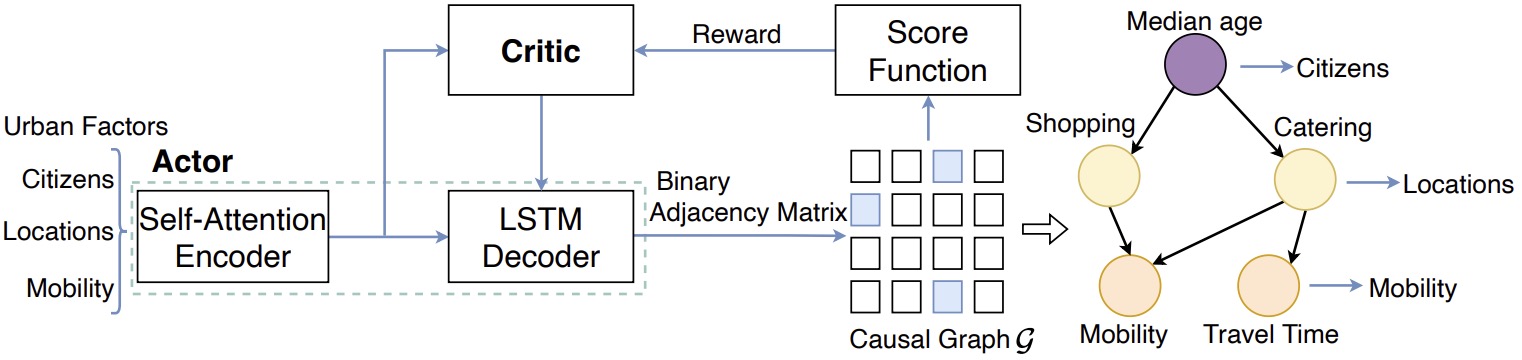 Urban Factors
Citizens
Locations
Mobility
Actor
Self-Attention
Encoder
Critic
LSTM
Decoder
Reward
Score
Function
Binary
Adjacency Matrix
Causal Graph 𝒢
Median age
Citizens
Shopping
Catering
Locations
Mobility
Travel Time
Mobility